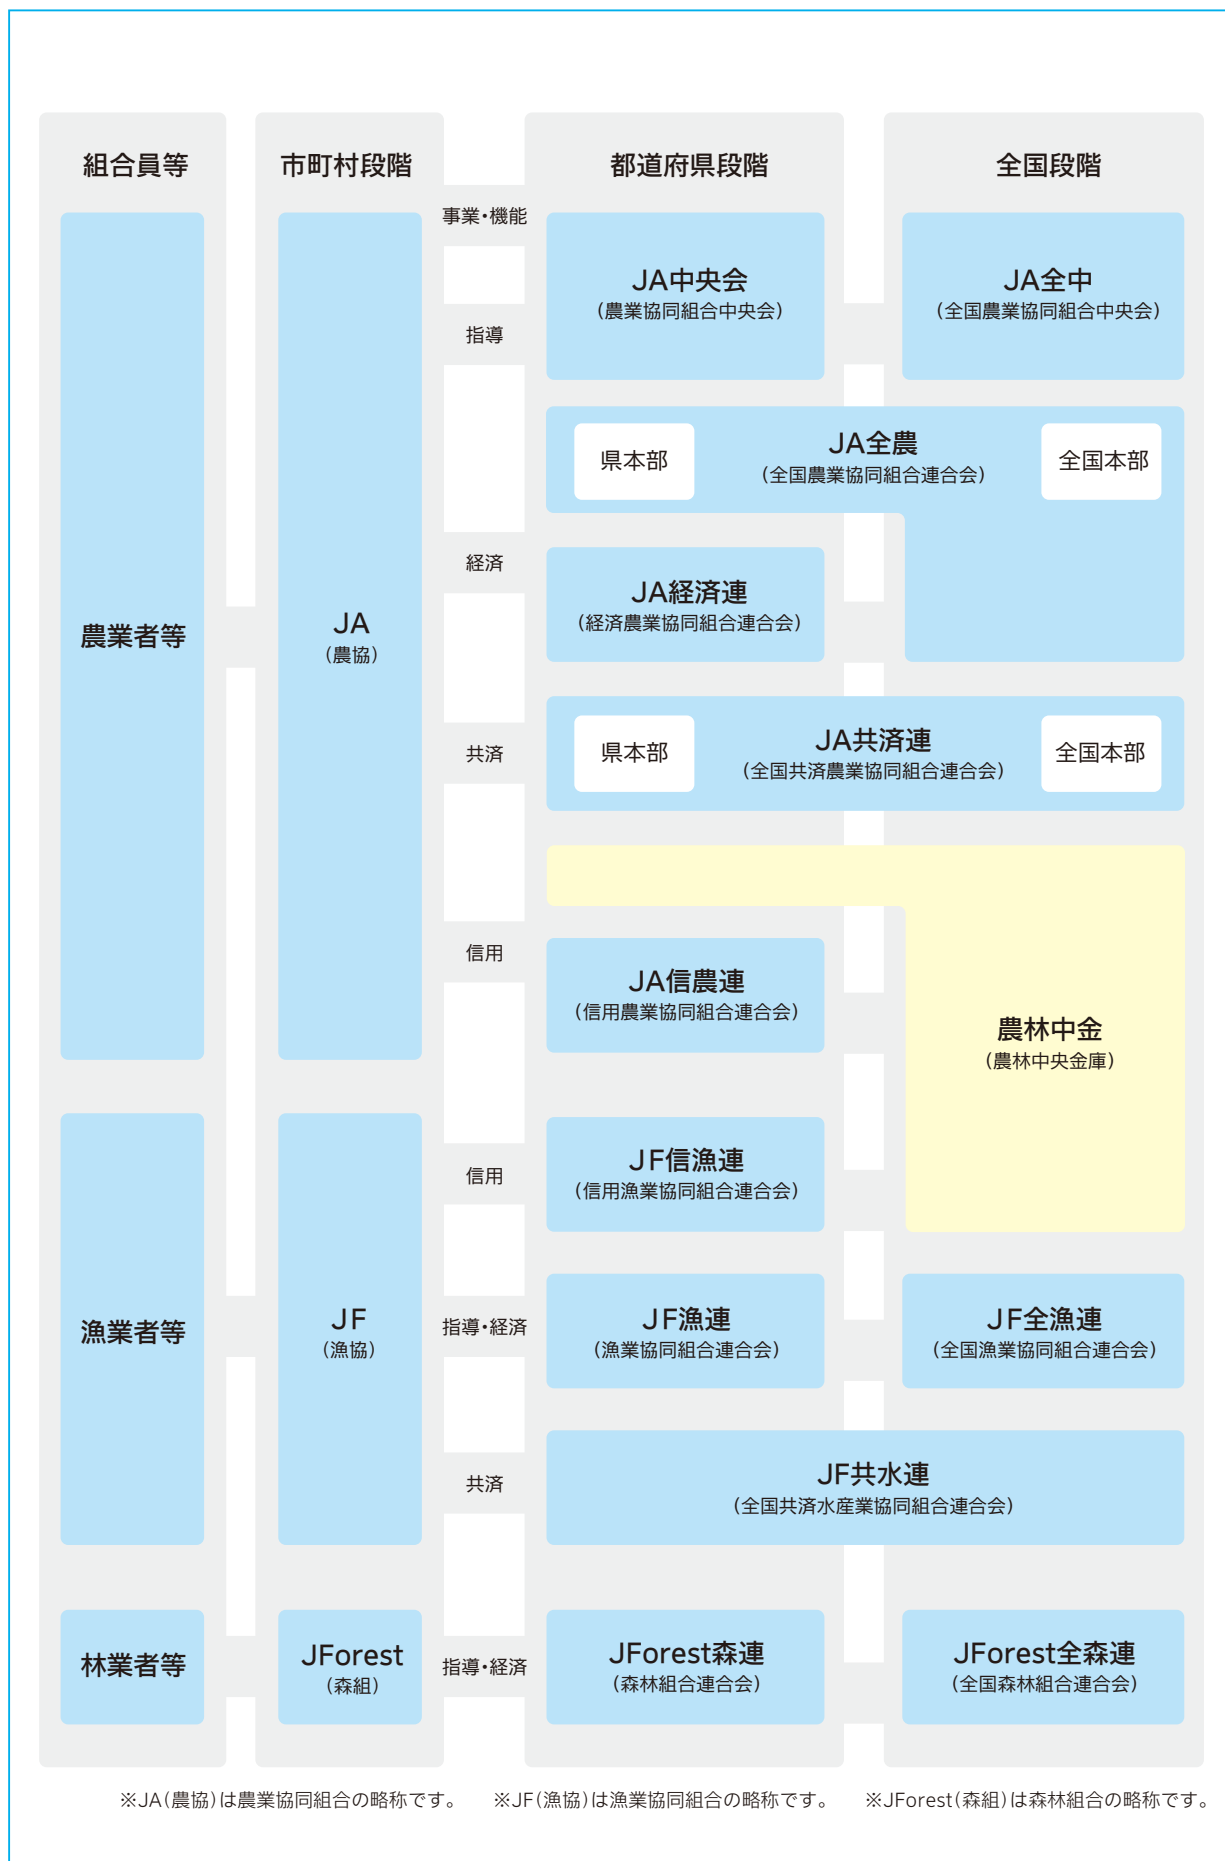 組合員等
市町村段階
都道府県段階
全国段階
事業・機能
農業者等
JA
(農協)
指導
JA中央会
(農業協同組合中央会)
JA全中
(全国農業協同組合中央会)
経済
県本部
JA全農
(全国農業協同組合連合会)
全国本部
JA経済連
(経済農業協同組合連合会)
共済
県本部
JA共済連
(全国共済農業協同組合連合会)
全国本部
信用
JA信農連
(信用農業協同組合連合会)
農林中金
(農林中央金庫)
漁業者等
JF
(漁協)
信用
JF信漁連
(信用漁業協同組合連合会)
指導・経済
JF漁連
(漁業協同組合連合会)
JF全漁連
(全国漁業協同組合連合会)
共済
JF共水連
(全国共済水産業協同組合連合会)
林業者等
JForest
(森組)
指導・経済
JForest森連
(森林組合連合会)
JForest全森連
(全国森林組合連合会)
※JA(農協)は農業協同組合の略称です。
※JF(漁協)は漁業協同組合の略称です。
※JForest(森組)は森林組合の略称です。